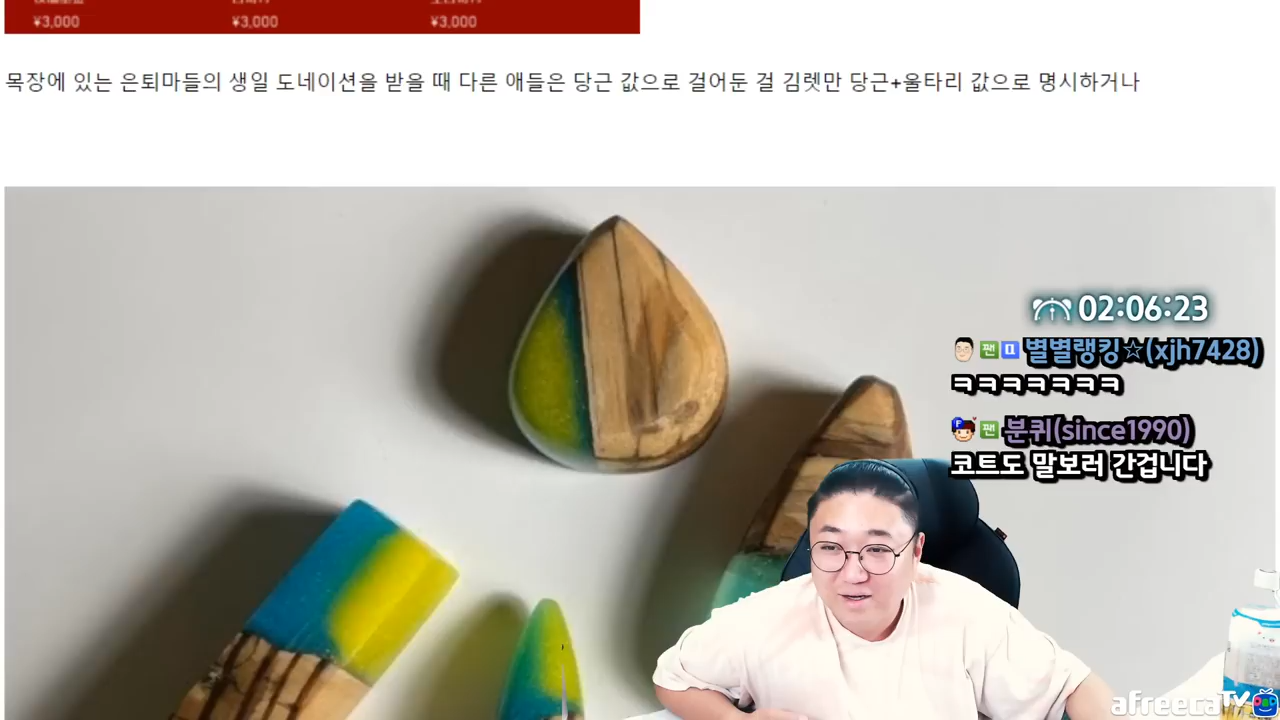 ¥3,000 ¥3,000 ¥3,000
목장에 있는 은퇴마들의 생일 도네이션을 받을 때 다른 애들은 당근 값으로 걸어둔 걸 김렛만 당근+울타리 값으로 명시하거나
02:06:23
팬 별별랭킹☆(xjh7428)
ㅋㅋㅋㅋㅋㅋㅋ
팬 분퀴(since1990)
코트도 말보러 간겁니다
afreecaTV